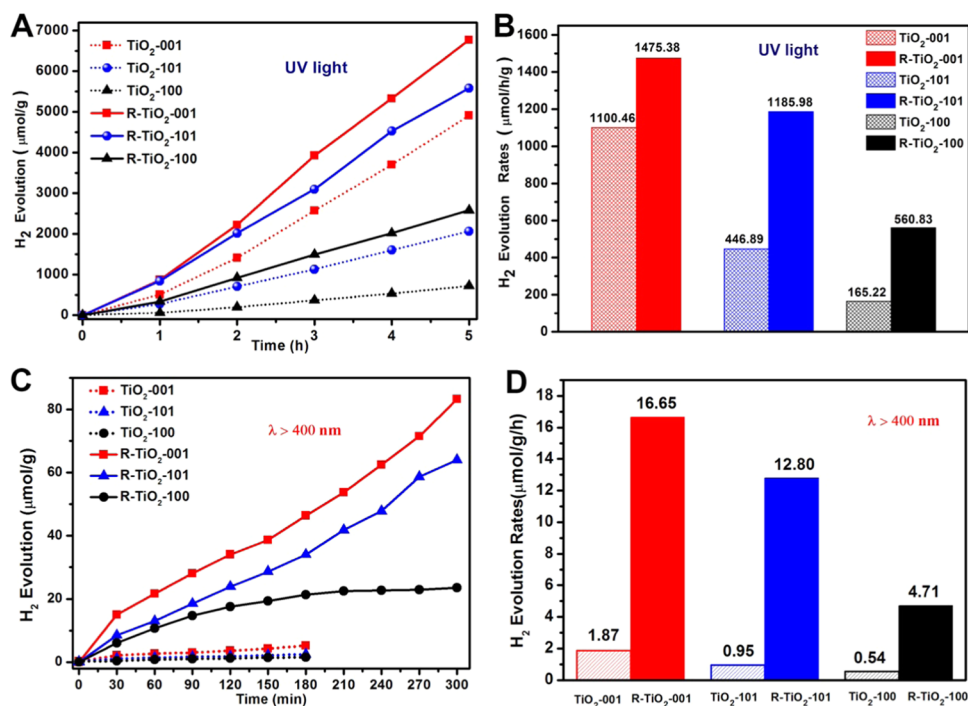 A
TiO2-001
TiO2-101
TiO2-100
R-TiO2-001
R-TiO2-101
R-TiO2-100
UV light
H2 Evolution ( μmol/g)
7000
6000
5000
4000
3000
2000
1000
0
0 1 2 3 4 5
Time (h)
B
UV light
TiO2-001
R-TiO2-001
TiO2-101
R-TiO2-101
TiO2-100
R-TiO2-100
H2 Evolution Rates ( μmol/h/g)
1600
1400
1200
1000
800
600
400
200
0
1100.46
1475.38
446.89
1185.98
165.22
560.83
C
TiO2-001
TiO2-101
TiO2-100
R-TiO2-001
R-TiO2-101
R-TiO2-100
λ > 400 nm
H2 Evolution (μmol/g)
80
60
40
20
0
0 30 60 90 120 150 180 210 240 270 300
Time (min)
D
λ > 400 nm
H2 Evolution Rates(μmol/g/h)
18
16
14
12
10
8
6
4
2
0
1.87
16.65
0.95
12.80
0.54
4.71
TiO2-001 R-TiO2-001 TiO2-101 R-TiO2-101 TiO2-100 R-TiO2-100